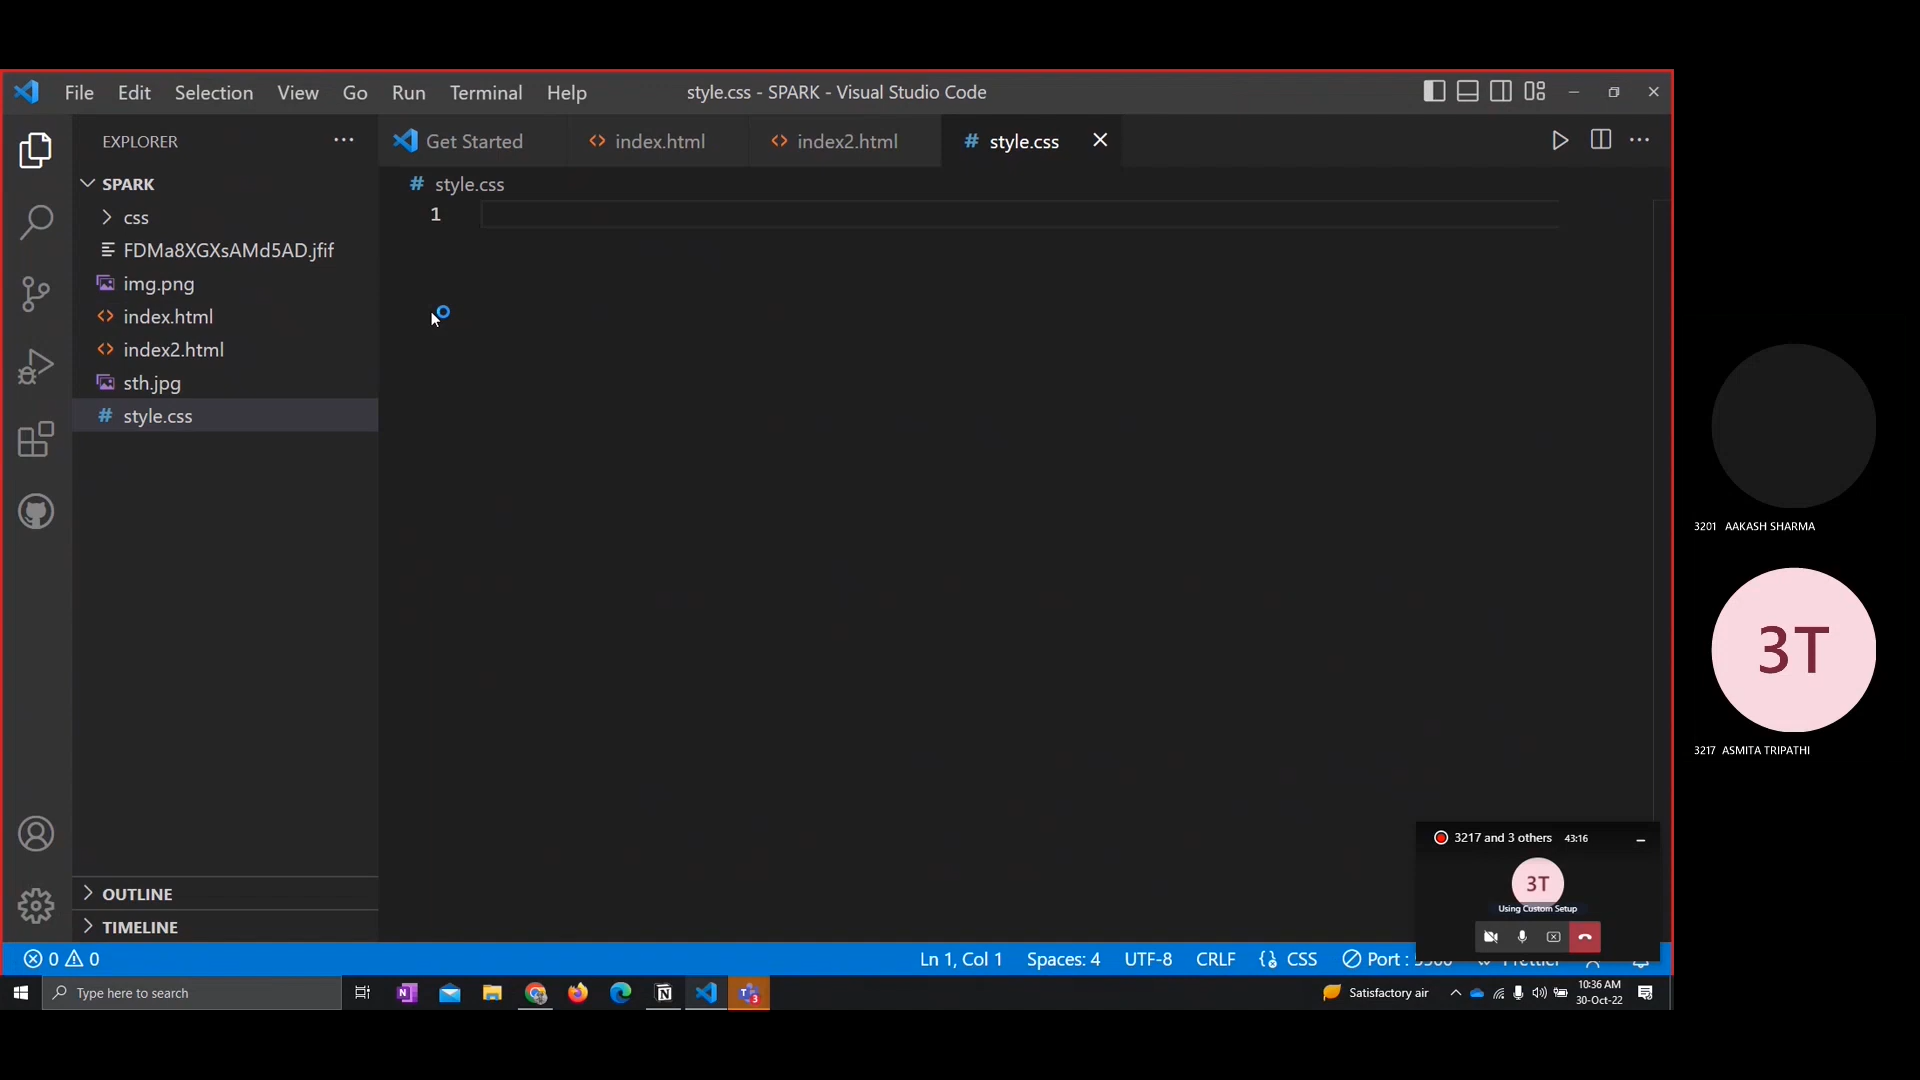 File Edit Selection View Go Run Terminal Help style.css - SPARK - Visual Studio Code
EXPLORER
Get Started index.html index2.html # style.css
SPARK
# style.css
1
css
FDMa8XGXsAMd5AD.jfif
img.png
index.html
index2.html
sth.jpg
# style.css
3201 AAKASH SHARMA
3T
3217 ASMITA TRIPATHI
3217 and 3 others 43:16
3T
Using Custom Setup
OUTLINE
TIMELINE
0 0 Ln 1, Col 1 Spaces: 4 UTF-8 CRLF {} CSS Port :
Type here to search
Satisfactory air
10:36 AM
30-Oct-22